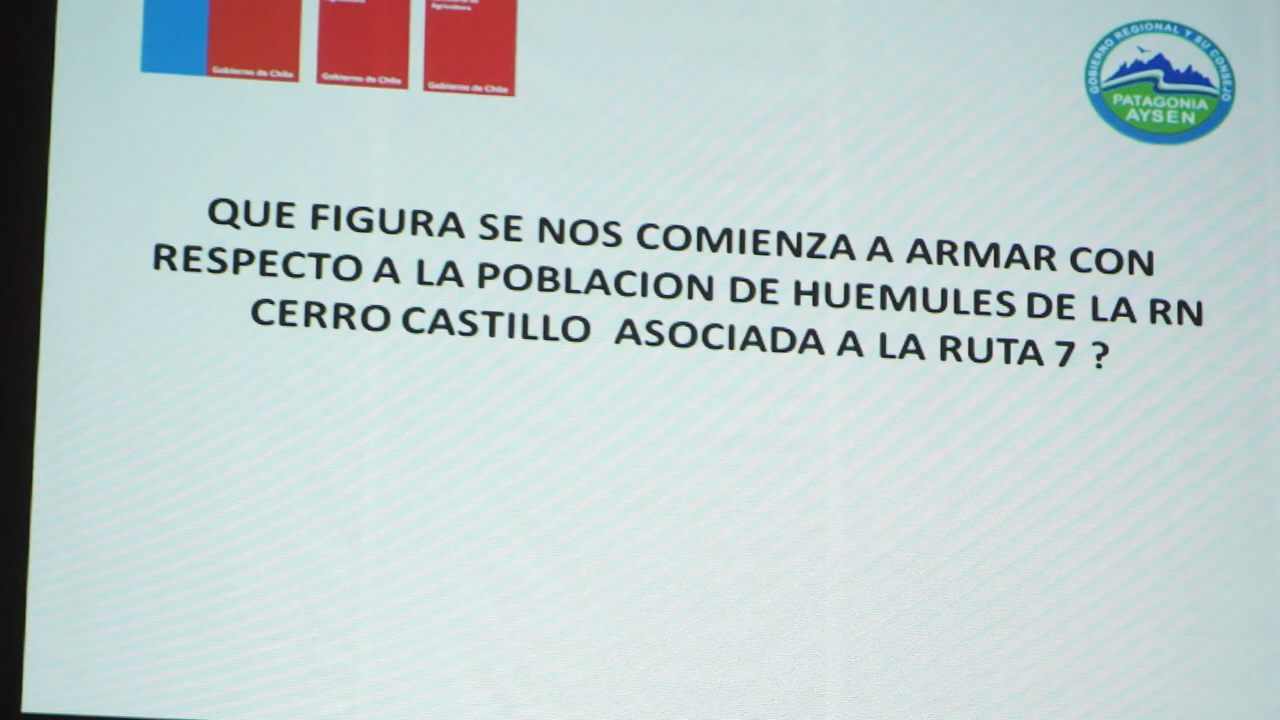 Agricultura
Gobierno de Chile
Gobierno de Chile
Gobierno de Chile
GOBIERNO REGIONAL Y SU CONSEJO
PATAGONIA
AYSEN
QUE FIGURA SE NOS COMIENZA A ARMAR CON
RESPECTO A LA POBLACION DE HUEMULES DE LA RN
CERRO CASTILLO ASOCIADA A LA RUTA 7 ?